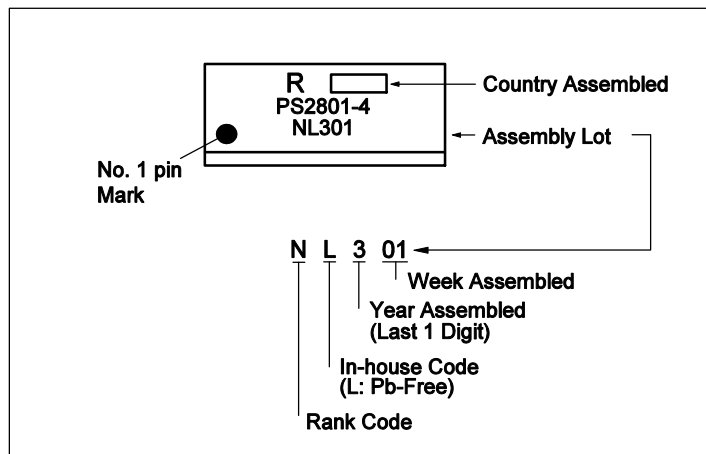 R
Country Assembled
PS2801-4
NL301
Assembly Lot
No. 1 pin
Mark
N L 3 01
Week Assembled
Year Assembled
(Last 1 Digit)
In-house Code
(L: Pb-Free)
Rank Code